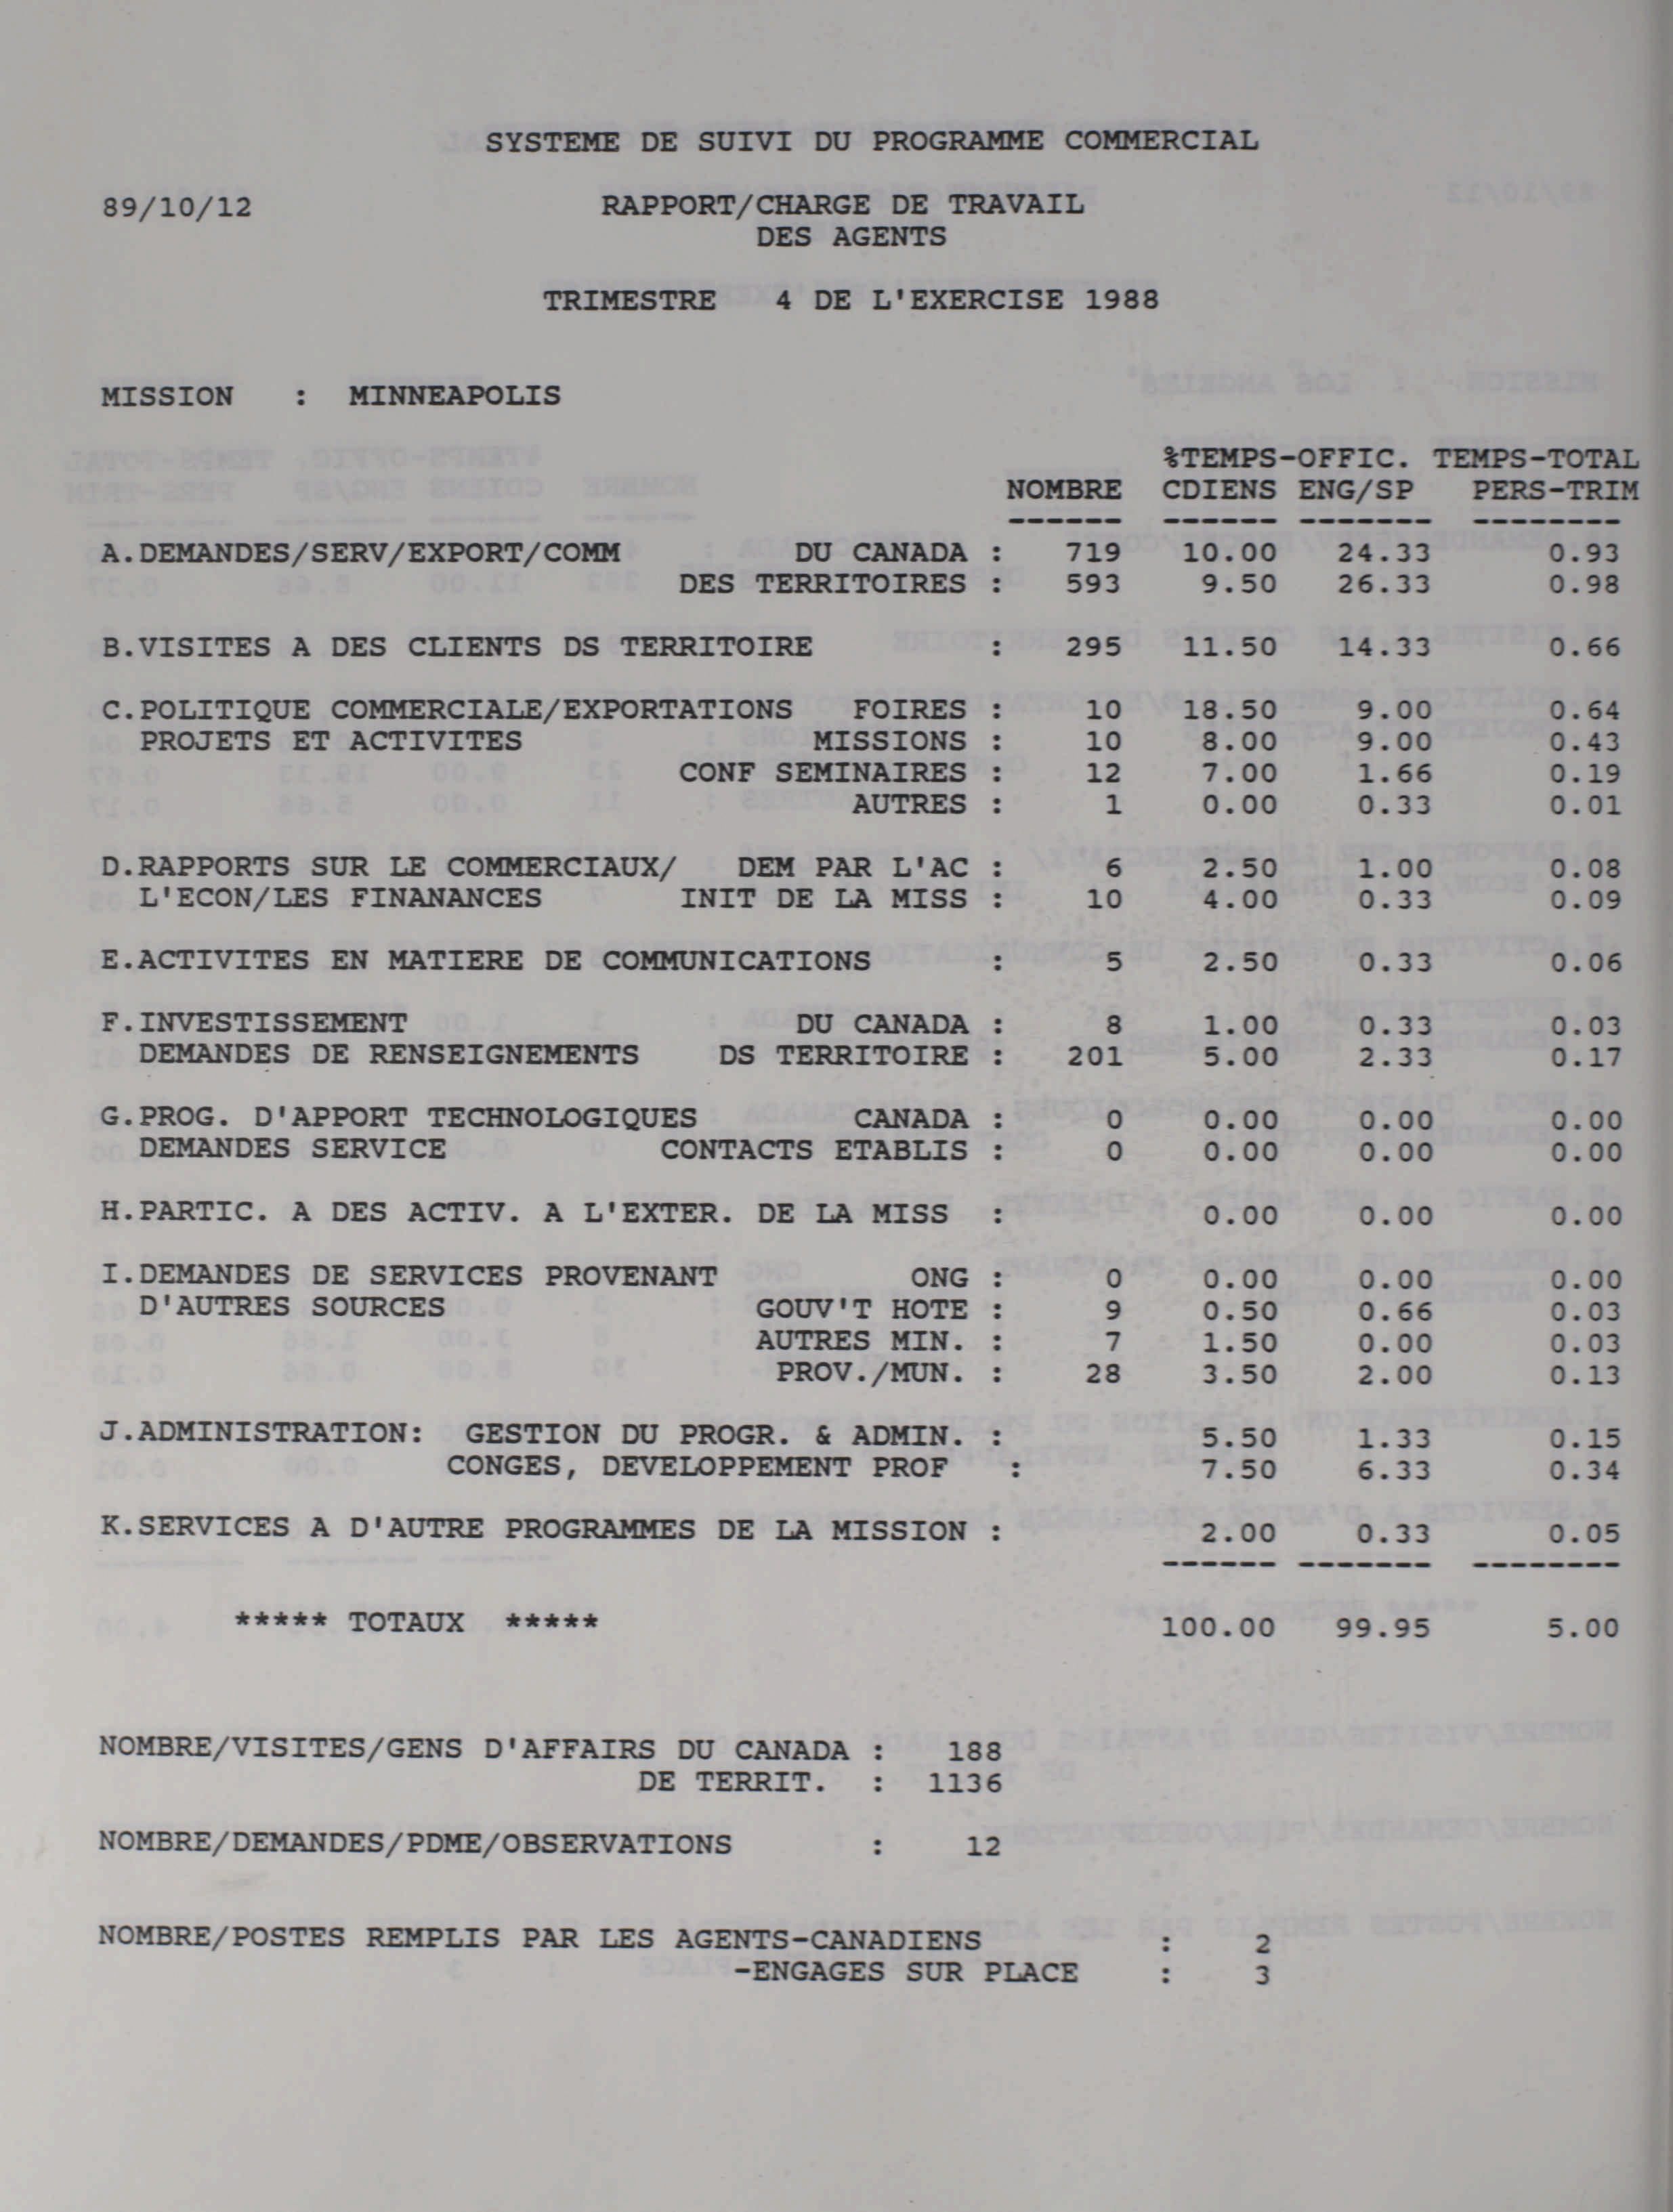 SYSTEME DE SUIVI DU PROGRAMME COMMERCIAL
89/10/12 RAPPORT/CHARGE DE TRAVAIL
DES AGENTS
TRIMESTRE 4 DE L'EXERCISE 1988
MISSION : MINNEAPOLIS
%TEMPS-OFFIC. TEMPS-TOTAL
NOMBRE CDIENS ENG/SP PERS-TRIM
------ ------ ------- --------
A.DEMANDES/SERV/EXPORT/COMM DU CANADA : 719 10.00 24.33 0.93
DES TERRITOIRES : 593 9.50 26.33 0.98
B.VISITES A DES CLIENTS DS TERRITOIRE : 295 11.50 14.33 0.66
C.POLITIQUE COMMERCIALE/EXPORTATIONS FOIRES : 10 18.50 9.00 0.64
PROJETS ET ACTIVITES MISSIONS : 10 8.00 9.00 0.43
CONF SEMINAIRES : 12 7.00 1.66 0.19
AUTRES : 1 0.00 0.33 0.01
D.RAPPORTS SUR LE COMMERCIAUX/ DEM PAR L'AC : 6 2.50 1.00 0.08
L'ECON/LES FINANANCES INIT DE LA MISS : 10 4.00 0.33 0.09
E.ACTIVITES EN MATIERE DE COMMUNICATIONS : 5 2.50 0.33 0.06
F.INVESTISSEMENT DU CANADA : 8 1.00 0.33 0.03
DEMANDES DE RENSEIGNEMENTS DS TERRITOIRE : 201 5.00 2.33 0.17
G.PROG. D'APPORT TECHNOLOGIQUES CANADA : 0 0.00 0.00 0.00
DEMANDES SERVICE CONTACTS ETABLIS : 0 0.00 0.00 0.00
H.PARTIC. A DES ACTIV. A L'EXTER. DE LA MISS : 0.00 0.00 0.00
I.DEMANDES DE SERVICES PROVENANT ONG : 0 0.00 0.00 0.00
D'AUTRES SOURCES GOUV'T HOTE : 9 0.50 0.66 0.03
AUTRES MIN. : 7 1.50 0.00 0.03
PROV./MUN. : 28 3.50 2.00 0.13
J.ADMINISTRATION: GESTION DU PROGR. & ADMIN. : 5.50 1.33 0.15
CONGES, DEVELOPPEMENT PROF : 7.50 6.33 0.34
K.SERVICES A D'AUTRE PROGRAMMES DE LA MISSION : 2.00 0.33 0.05
------ ------- --------
***** TOTAUX ***** 100.00 99.95 5.00
NOMBRE/VISITES/GENS D'AFFAIRS DU CANADA : 188
DE TERRIT. : 1136
NOMBRE/DEMANDES/PDME/OBSERVATIONS : 12
NOMBRE/POSTES REMPLIS PAR LES AGENTS-CANADIENS : 2
-ENGAGES SUR PLACE : 3